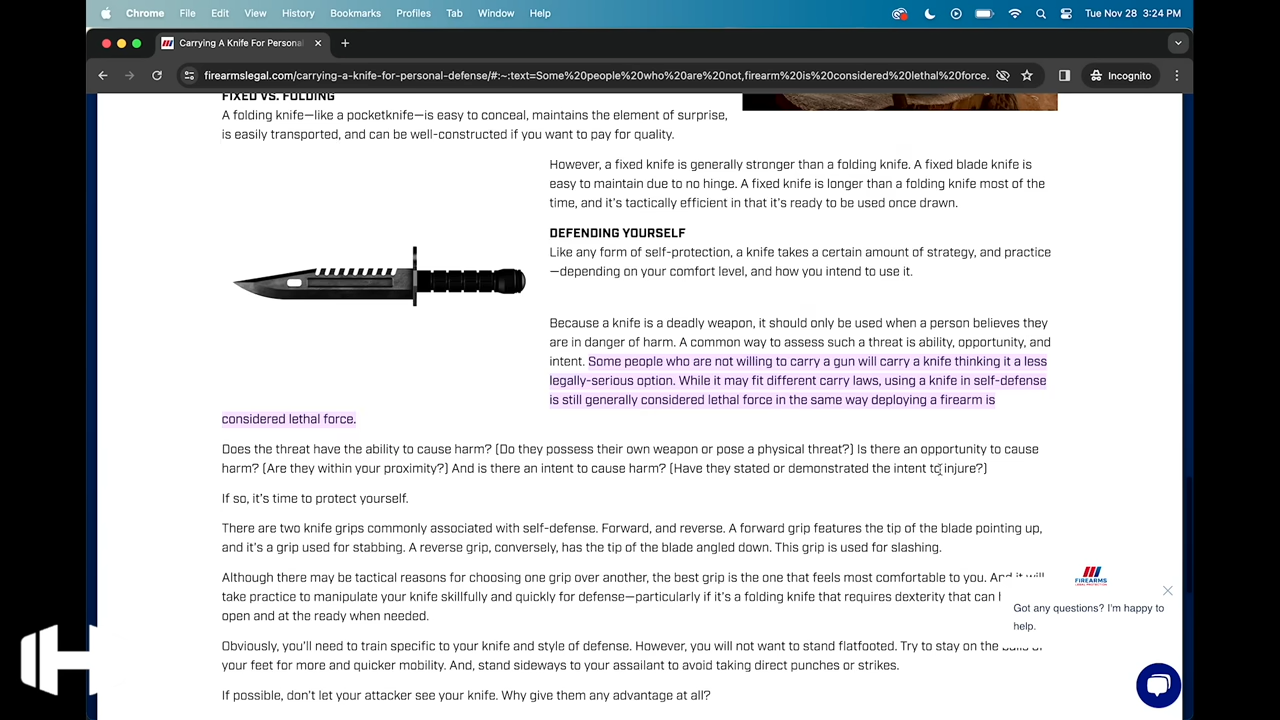 Chrome File Edit View History Bookmarks Profiles Tab Window Help Tue Nov 28 3:24 PM
Carrying A Knife For Persona
firearmslegal.com/carrying-a-knife-for-personal-defense/#:~:text=Some%20people%20who%20are%20not,firearm%20is%20considered%20lethal%20force. Incognito
FIXED VS. FOLDING
A folding knife—like a pocketknife—is easy to conceal, maintains the element of surprise,
is easily transported, and can be well-constructed if you want to pay for quality.
However, a fixed knife is generally stronger than a folding knife. A fixed blade knife is
easy to maintain due to no hinge. A fixed knife is longer than a folding knife most of the
time, and it's tactically efficient in that it's ready to be used once drawn.
DEFENDING YOURSELF
Like any form of self-protection, a knife takes a certain amount of strategy, and practice
—depending on your comfort level, and how you intend to use it.
Because a knife is a deadly weapon, it should only be used when a person believes they
are in danger of harm. A common way to assess such a threat is ability, opportunity, and
intent. Some people who are not willing to carry a gun will carry a knife thinking it a less
legally-serious option. While it may fit different carry laws, using a knife in self-defense
is still generally considered lethal force in the same way deploying a firearm is
considered lethal force.
Does the threat have the ability to cause harm? (Do they possess their own weapon or pose a physical threat?) Is there an opportunity to cause
harm? (Are they within your proximity?) And is there an intent to cause harm? (Have they stated or demonstrated the intent to injure?)
If so, it's time to protect yourself.
There are two knife grips commonly associated with self-defense. Forward, and reverse. A forward grip features the tip of the blade pointing up,
and it's a grip used for stabbing. A reverse grip, conversely, has the tip of the blade angled down. This grip is used for slashing.
Although there may be tactical reasons for choosing one grip over another, the best grip is the one that feels most comfortable to you. And it will
take practice to manipulate your knife skillfully and quickly for defense—particularly if it's a folding knife that requires dexterity that can
open and at the ready when needed.
Obviously, you'll need to train specific to your knife and style of defense. However, you will not want to stand flatfooted. Try to stay on the balls of
your feet for more and quicker mobility. And, stand sideways to your assailant to avoid taking direct punches or strikes.
If possible, don't let your attacker see your knife. Why give them any advantage at all?
FIREARMS
LEGAL PROTECTION
Got any questions? I'm happy to
help.